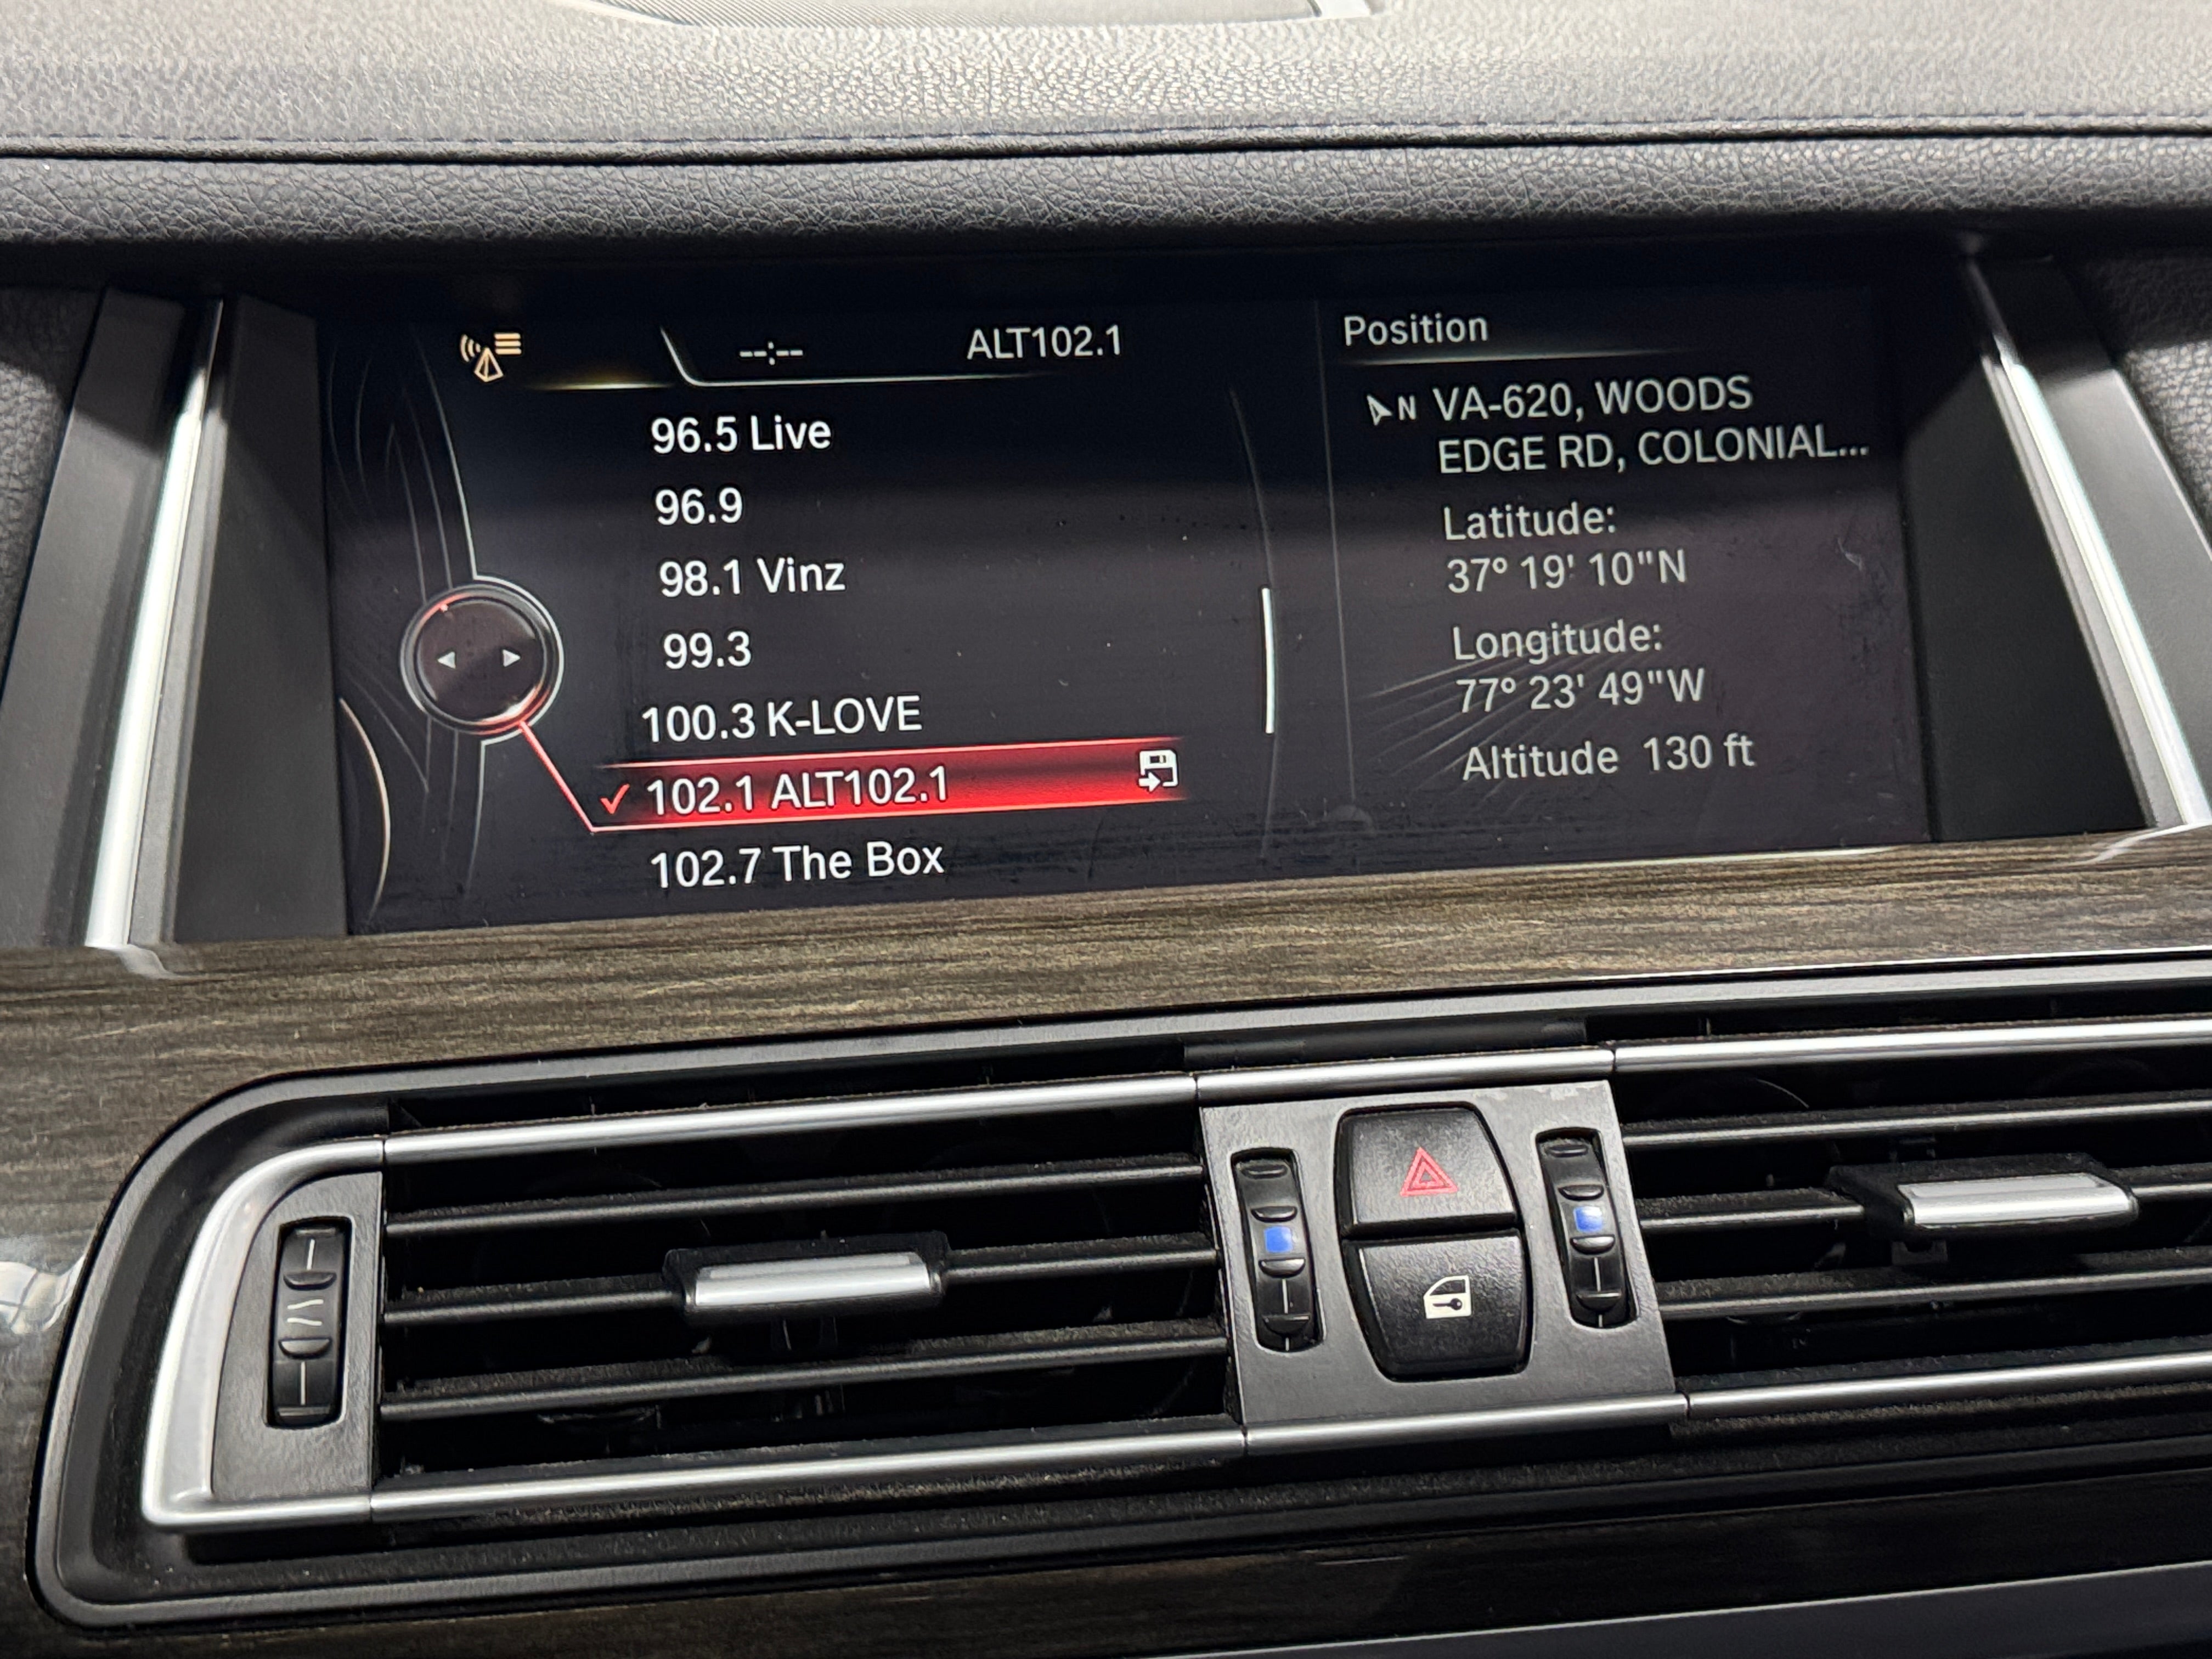 --:-- ALT102.1
96.5 Live
96.9
98.1 Vinz
99.3
100.3 K-LOVE
102.1 ALT102.1
102.7 The Box
Position
N VA-620, WOODS
EDGE RD, COLONIAL...
Latitude:
37° 19' 10"N
Longitude:
77° 23' 49"W
Altitude 130 ft